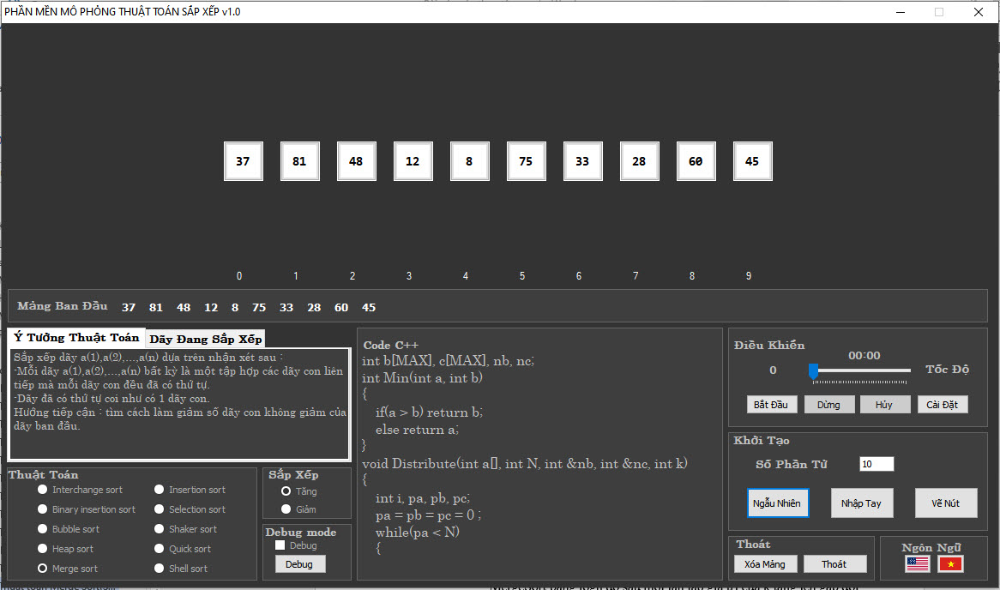 PHẦN MỀN MÔ PHỎNG THUẬT TOÁN SẮP XẾP v1.0
37 81 48 12 8 75 33 28 60 45
0 1 2 3 4 5 6 7 8 9
Mảng Ban Đầu 37 81 48 12 8 75 33 28 60 45
Ý Tưởng Thuật Toán Dãy Đang Sắp Xếp
Sắp xếp dãy a(1),a(2),...,a(n) dựa trên nhận xét sau :
-Mỗi dãy a(1),a(2),...,a(n) bất kỳ là một tập hợp các dãy con liên
tiếp mà mỗi dãy con đều đã có thứ tự.
-Dãy đã có thứ tự coi như có 1 dãy con.
Hướng tiếp cận : tìm cách làm giảm số dãy con không giảm của
dãy ban đầu.
Thuật Toán
Interchange sort Insertion sort
Binary insertion sort Selection sort
Bubble sort Shaker sort
Heap sort Quick sort
Merge sort Shell sort
Sắp Xếp
Tăng
Giảm
Debug mode
Debug
Debug
Code C++
int b[MAX], c[MAX], nb, nc;
int Min(int a, int b)
{
if(a > b) return b;
else return a;
}
void Distribute(int a[], int N, int &nb, int &nc, int k)
{
int i, pa, pb, pc;
pa = pb = pc = 0 ;
while(pa < N)
{
Điều Khiển
00:00
0 Tốc Độ
Bắt Đầu Dừng Hủy Cài Đặt
Khởi Tạo
Số Phần Tử 10
Ngẫu Nhiên Nhập Tay Vẽ Nút
Thoát
Xóa Mảng Thoát
Ngôn Ngữ